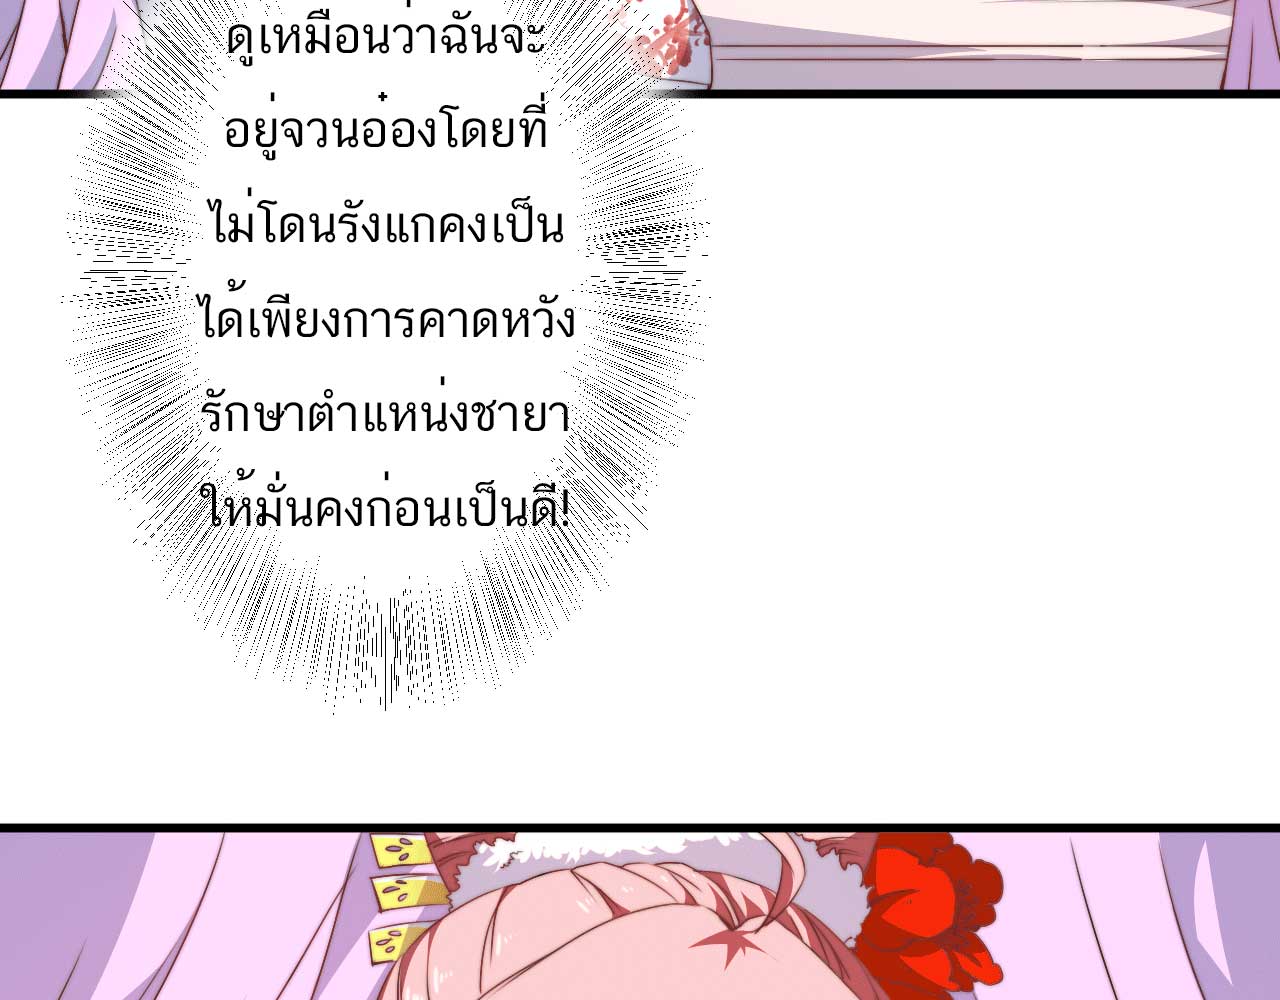 ดูเหมือนว่าฉันจะ
อยู่จวนอ๋องโดยที่
ไม่โดนรังแกคงเป็น
ได้เพียงการคาดหวัง
รักษาตำแหน่งชายา
ให้มั่นคงก่อนเป็นดี!